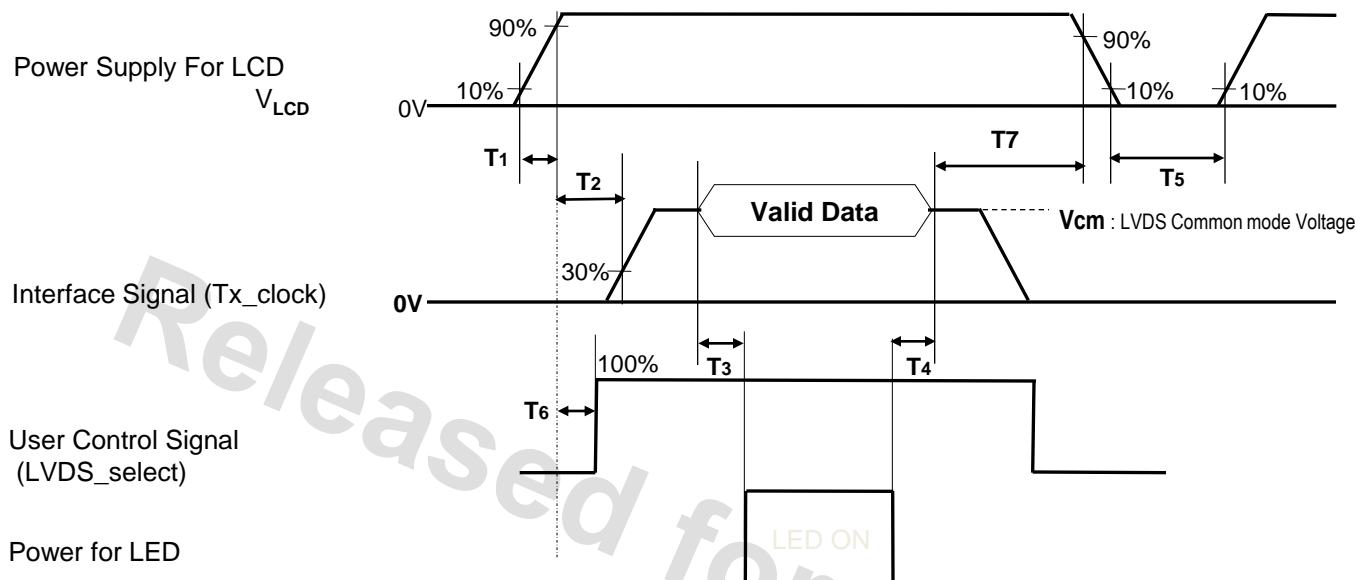 90%
90%
Power Supply For LCD
VLCD
10%
10%
10%
0V
T1
T2
T7
T5
Valid Data
Vcm : LVDS Common mode Voltage
30%
Interface Signal (Tx_clock)
0V
100%
T3
T4
T6
User Control Signal
(LVDS_select)
LED ON
Power for LED
Released for